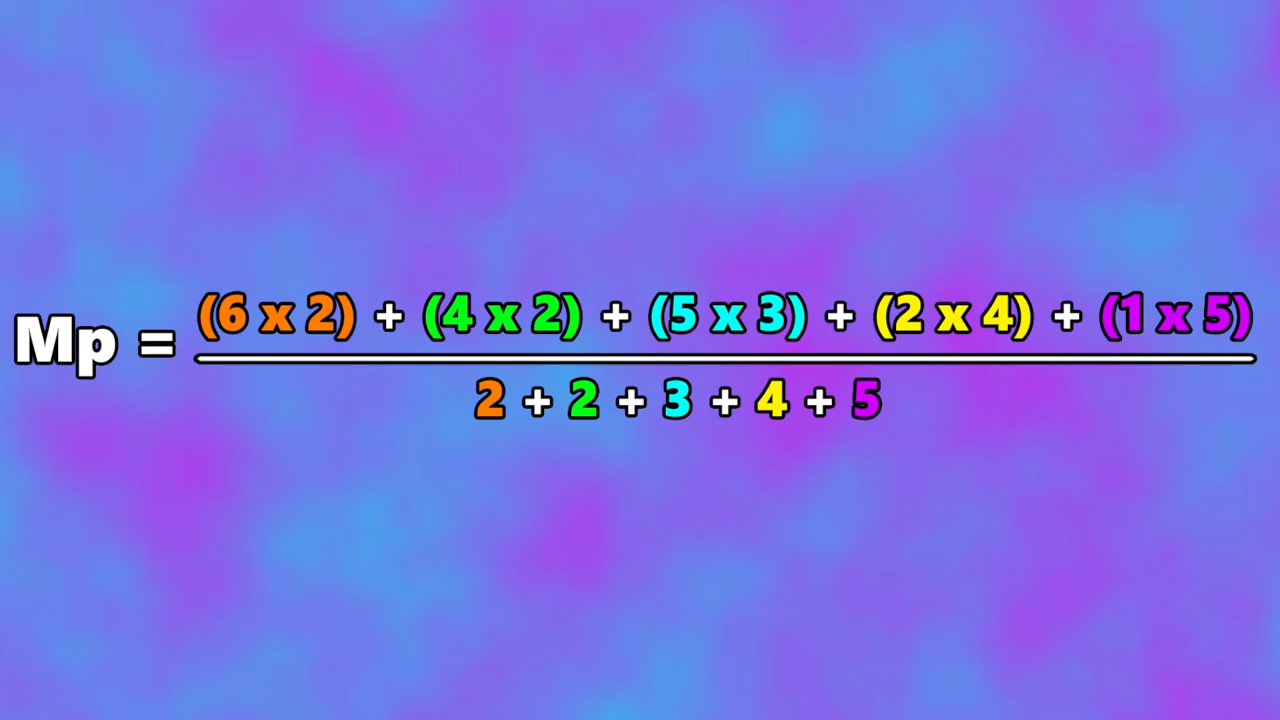 Mp = (6 x 2) + (4 x 2) + (5 x 3) + (2 x 4) + (1 x 5)
2 + 2 + 3 + 4 + 5